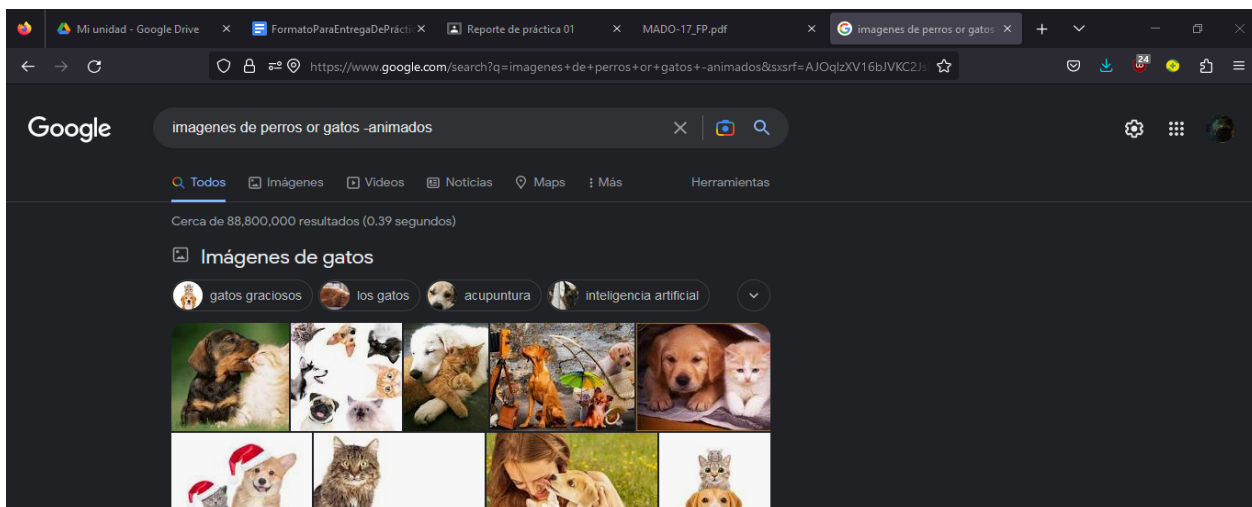 Mi unidad - Google Drive
FormatoParaEntregaDePrácti
Reporte de práctica 01
MADO-17_FP.pdf
imagenes de perros or gatos
https://www.google.com/search?q=imagenes+de+perros+or+gatos+-animados&sxsrf=AJOqlzXV16bJVKC2Js
24
Google
imagenes de perros or gatos -animados
Todos Imágenes Videos Noticias Maps Más Herramientas
Cerca de 88,800,000 resultados (0.39 segundos)
Imágenes de gatos
gatos graciosos los gatos acupuntura inteligencia artificial